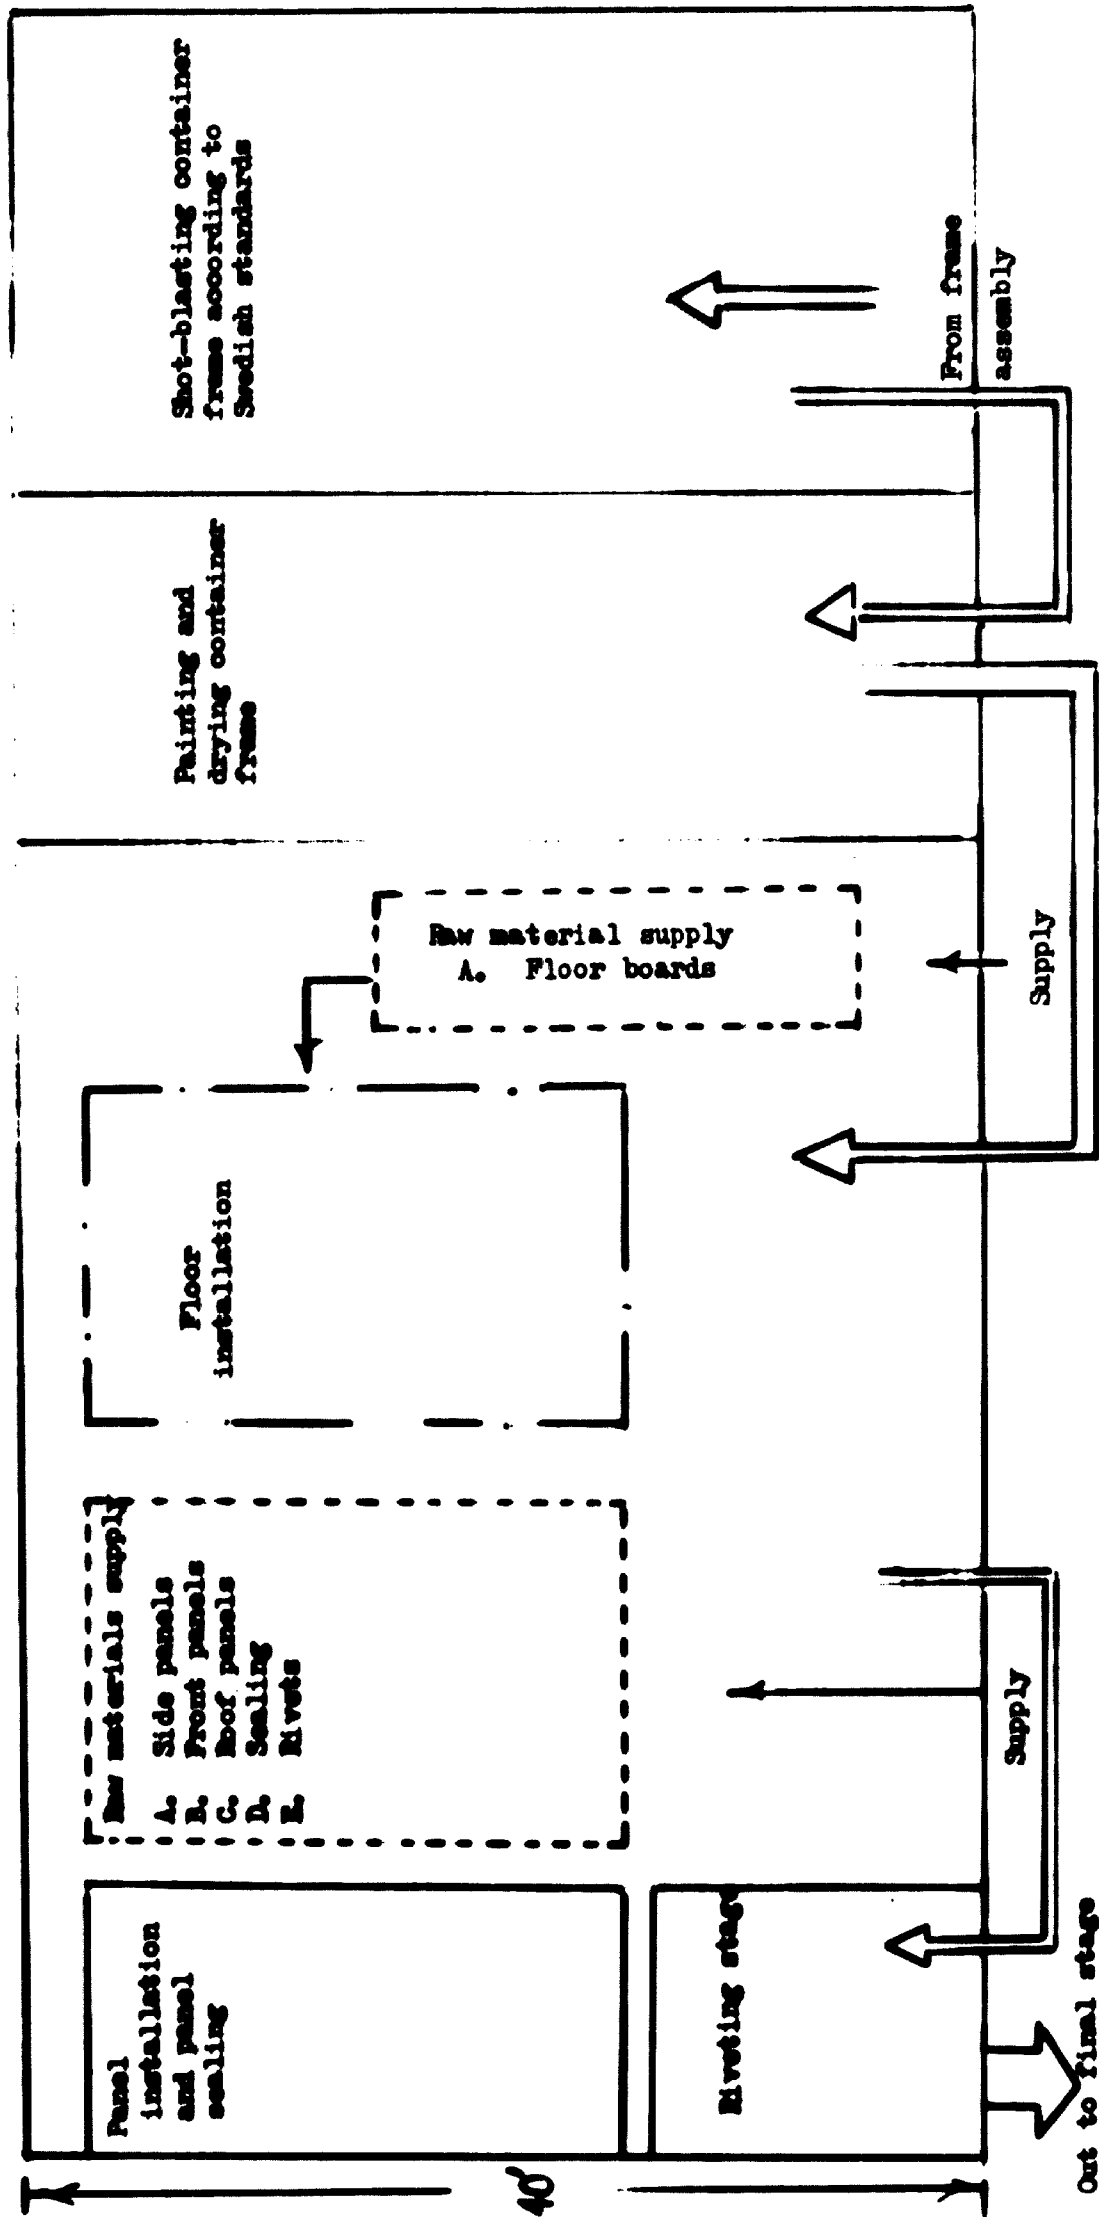 Shot-blasting container
frame according to
Swedish standards
From frame
assembly
Painting and
drying container
frame
Raw material supply
A. Floor boards
Supply
Floor
installation
Raw materials supply
A. Side panels
B. Front panels
C. Roof panels
D. Sealing
E. Rivets
Supply
Panel
installation
and panel
sealing
Riveting stage
Out to final stage
40'